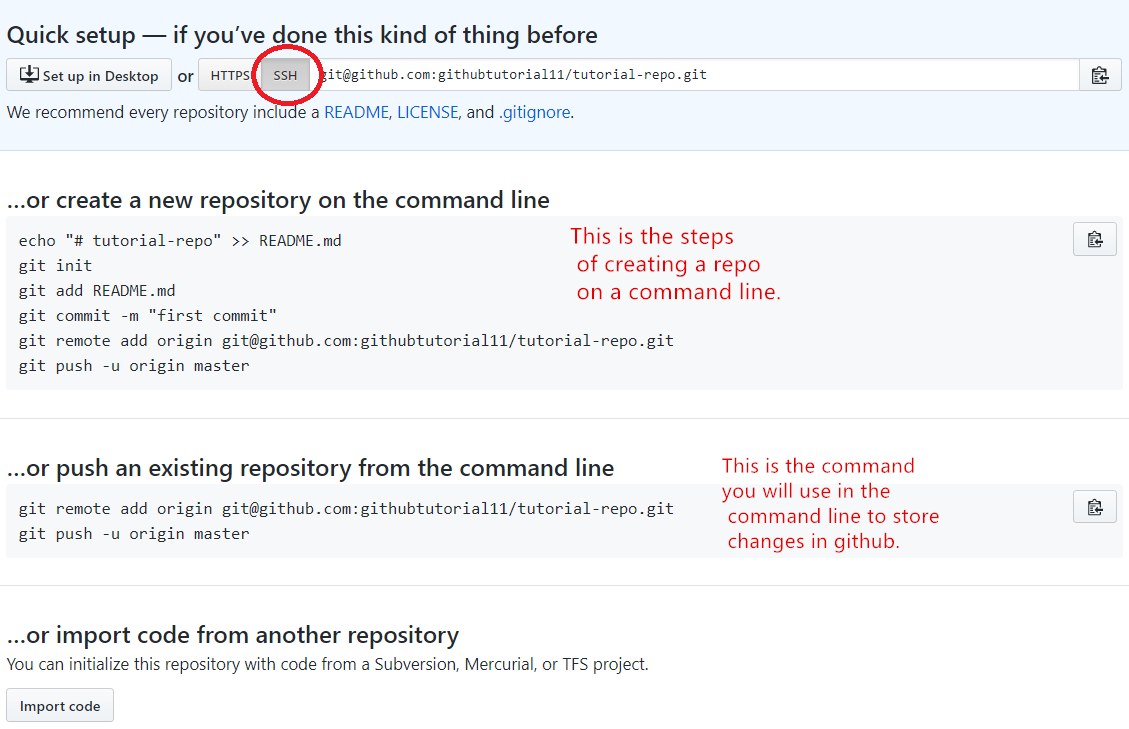 Quick setup — if you’ve done this kind of thing before
Set up in Desktop or HTTPS SSH git@github.com:githubtutorial11/tutorial-repo.git
We recommend every repository include a README, LICENSE, and .gitignore.
…or create a new repository on the command line
echo "# tutorial-repo" >> README.md
git init
git add README.md
git commit -m "first commit"
git remote add origin git@github.com:githubtutorial11/tutorial-repo.git
git push -u origin master
This is the steps
of creating a repo
on a command line.
…or push an existing repository from the command line
git remote add origin git@github.com:githubtutorial11/tutorial-repo.git
git push -u origin master
This is the command
you will use in the
command line to store
changes in github.
…or import code from another repository
You can initialize this repository with code from a Subversion, Mercurial, or TFS project.
Import code